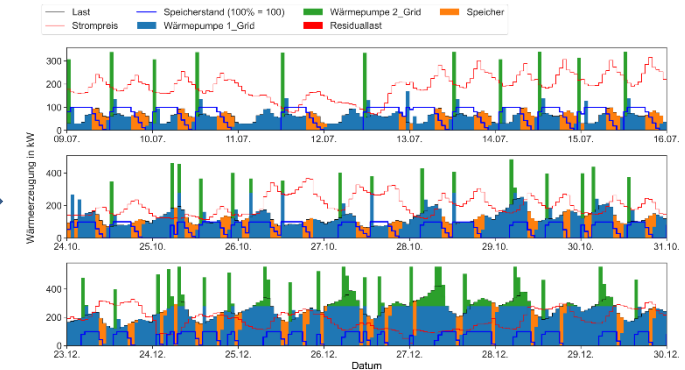 Last Speicherstand (100% = 100) Wärmepumpe 2_Grid Speicher
Strompreis Wärmepumpe 1_Grid Residuallast
Wärmeerzeugung in kW
300
200
100
0
09.07. 10.07. 11.07. 12.07. 13.07. 14.07. 15.07. 16.07.
400
200
0
24.10. 25.10. 26.10. 27.10. 28.10. 29.10. 30.10. 31.10.
400
200
0
23.12. 24.12. 25.12. 26.12. 27.12. 28.12. 29.12. 30.12.
Datum